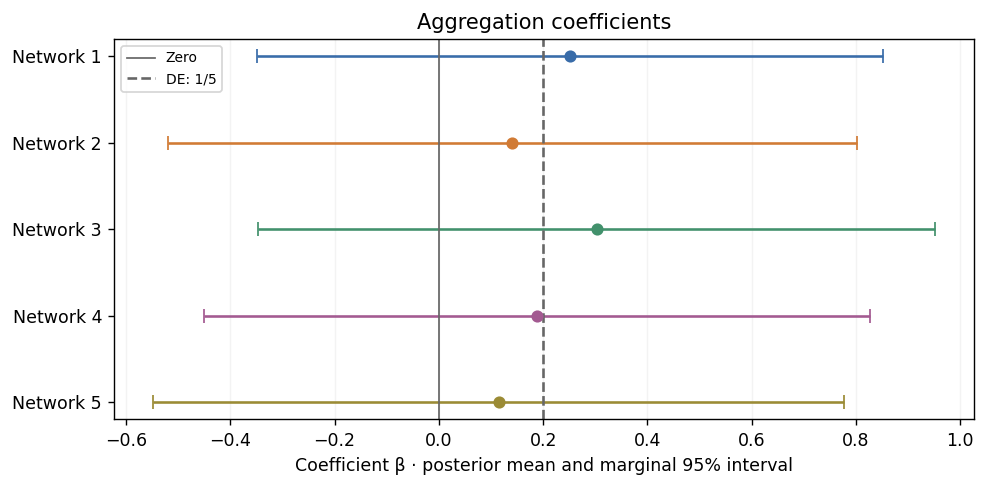 Aggregation coefficients
Zero
DE: 1/5
Network 1
Network 2
Network 3
Network 4
Network 5
−0.6 −0.4 −0.2 0.0 0.2 0.4 0.6 0.8 1.0
Coefficient β · posterior mean and marginal 95% interval